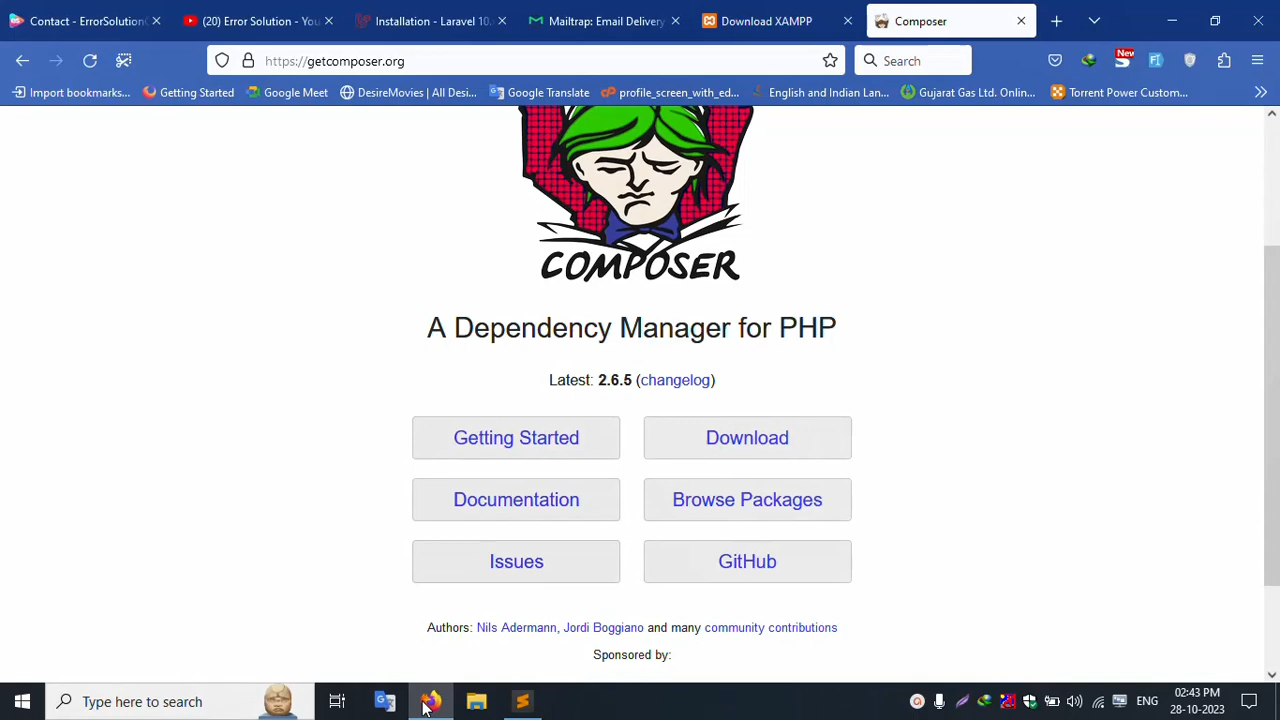 Contact - ErrorSolution
(20) Error Solution - You
Installation - Laravel 10.
Mailtrap: Email Delivery
Download XAMPP
Composer
https://getcomposer.org
Search
New
Import bookmarks...
Getting Started
Google Meet
DesireMovies | All Desi...
Google Translate
profile_screen_with_ed...
English and Indian Lan...
Gujarat Gas Ltd. Onlin...
Torrent Power Custom...
COMPOSER
A Dependency Manager for PHP
Latest: 2.6.5 (changelog)
Getting Started
Download
Documentation
Browse Packages
Issues
GitHub
Authors: Nils Adermann, Jordi Boggiano and many community contributions
Sponsored by:
Type here to search
ENG
02:43 PM
28-10-2023